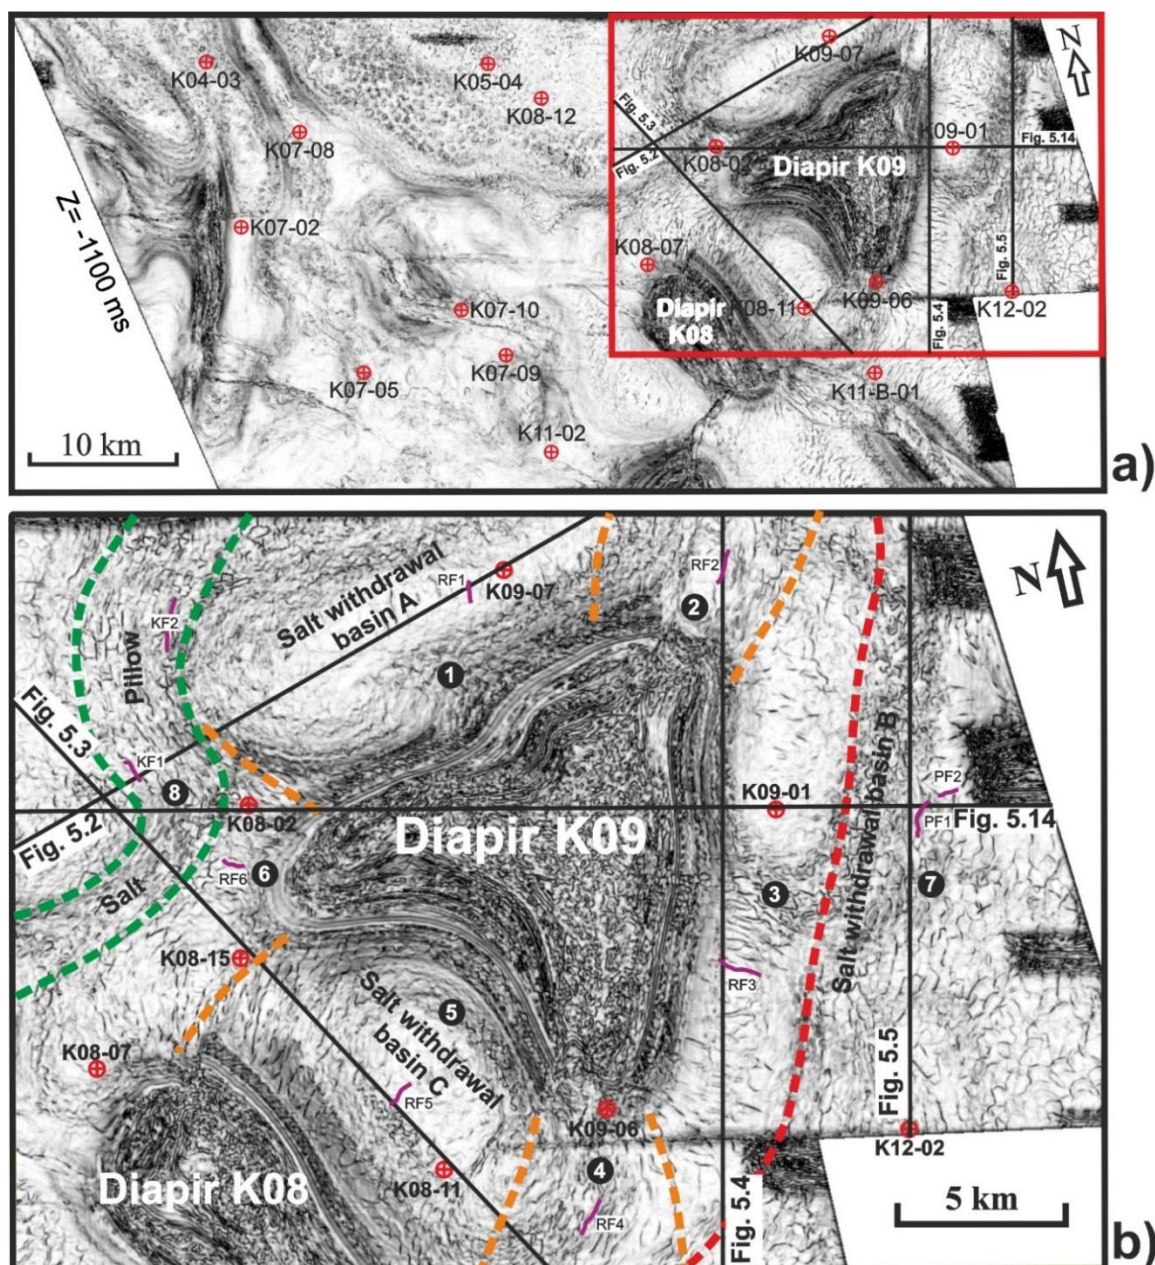 K04-03
K05-04
K08-12
K09-07
N
K07-08
Fig. 5.3
K08-02
K09-01
Fig. 5.14
Fig. 5.2
Diapir K09
K07-02
Z= -1100 ms
K08-07
Fig. 5.5
K09-06
K12-02
K07-10
K08-11
Diapir
K08
Fig. 5.4
K07-09
K07-05
K11-B-01
K11-02
10 km
a)
Salt withdrawal
basin A
RF1
K09-07
RF2
N
2
KF2
Pillow
1
Fig. 5.3
KF1
8
K08-02
Fig. 5.2
Diapir K09
K09-01
Salt withdrawal basin B
PF2
PF1
Fig. 5.14
RF6
6
Salt
3
7
K08-15
RF3
5
Salt withdrawal
basin C
K08-07
RF5
K09-06
Fig. 5.5
K12-02
K08-11
4
Diapir K08
RF4
Fig. 5.4
5 km
b)